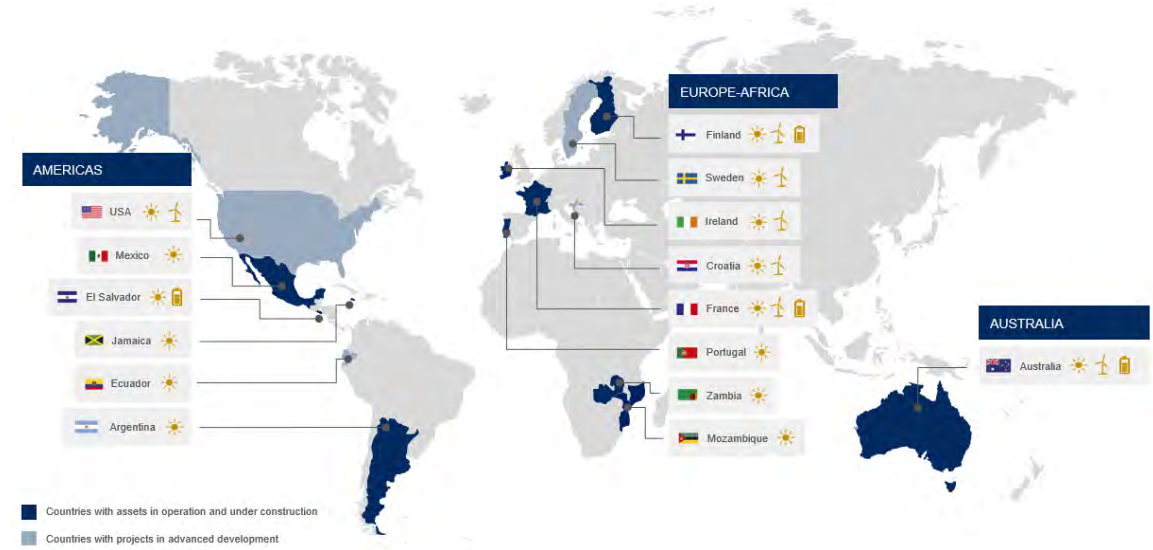 AMERICAS
USA
Mexico
El Salvador
Jamaica
Ecuador
Argentina
EUROPE-AFRICA
Finland
Sweden
Ireland
Croatia
France
Portugal
Zambia
Mozambique
AUSTRALIA
Australia
Countries with assets in operation and under construction
Countries with projects in advanced development